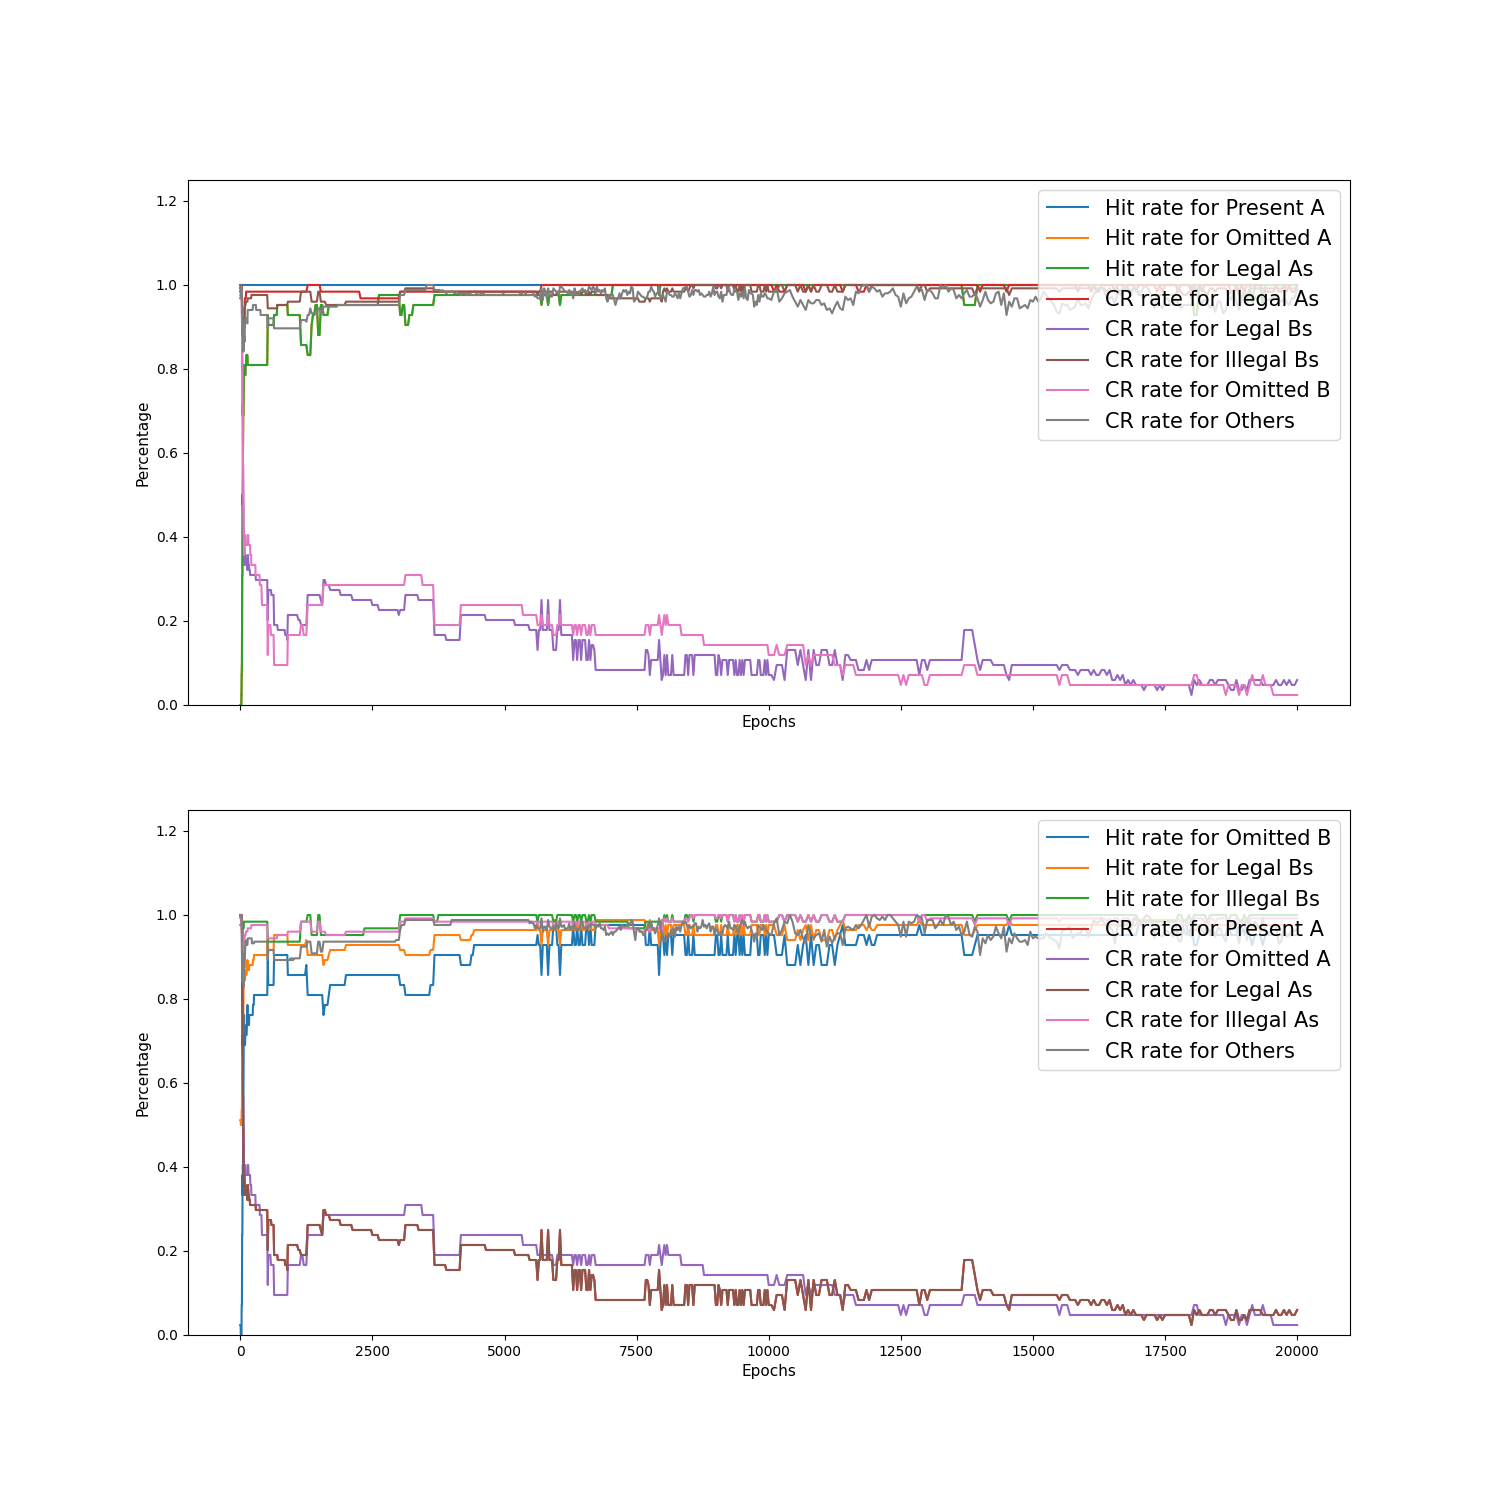 1.2
1.0
0.8
0.6
0.4
0.2
0.0
Percentage
Epochs
Hit rate for Present A
Hit rate for Omitted A
Hit rate for Legal As
CR rate for Illegal As
CR rate for Legal Bs
CR rate for Illegal Bs
CR rate for Omitted B
CR rate for Others
1.2
1.0
0.8
0.6
0.4
0.2
0.0
Percentage
Hit rate for Omitted B
Hit rate for Legal Bs
Hit rate for Illegal Bs
CR rate for Present A
CR rate for Omitted A
CR rate for Legal As
CR rate for Illegal As
CR rate for Others
0 2500 5000 7500 10000 12500 15000 17500 20000
Epochs